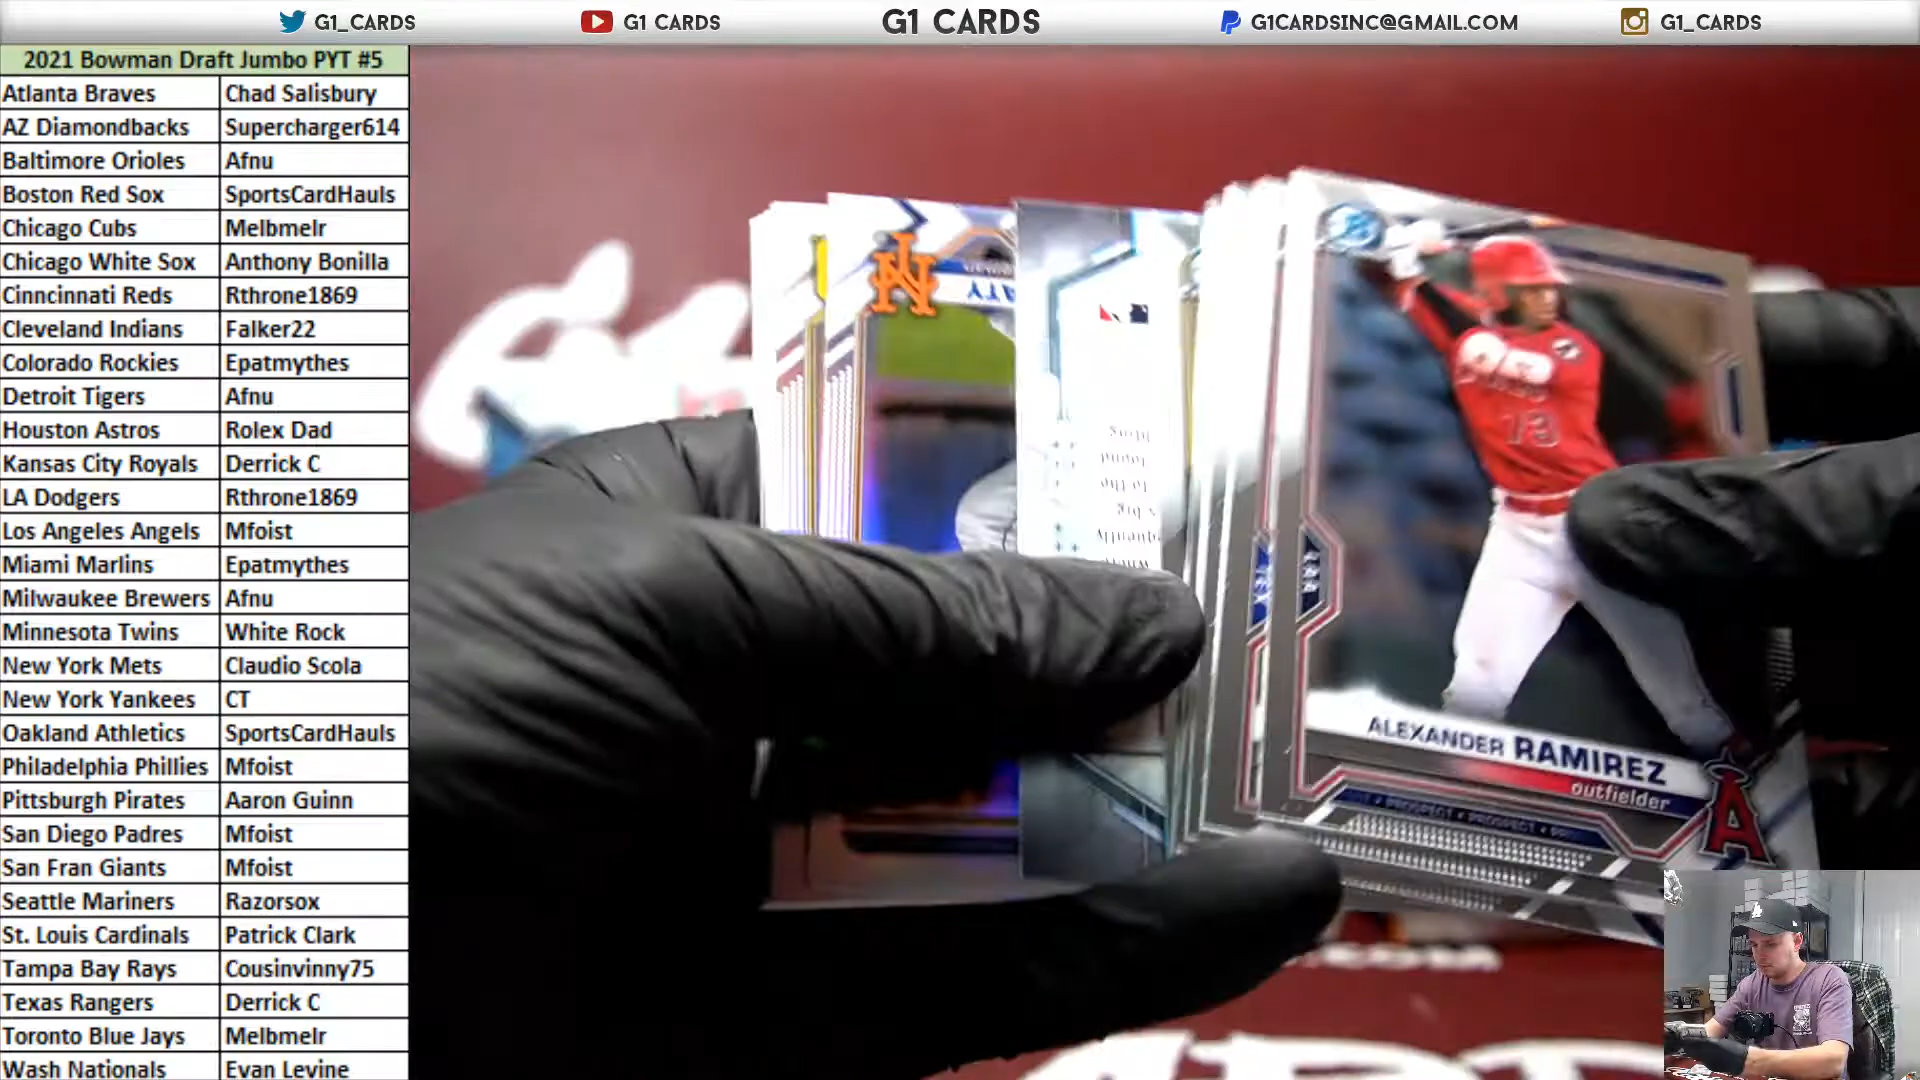 G1_CARDS
G1 CARDS
G1 CARDS
G1CARDSINC@GMAIL.COM
G1_CARDS
2021 Bowman Draft Jumbo PYT #5
Atlanta Braves Chad Salisbury
AZ Diamondbacks Supercharger614
Baltimore Orioles Afnu
Boston Red Sox SportsCardHauls
Chicago Cubs Melbmelr
Chicago White Sox Anthony Bonilla
Cinncinnati Reds Rthrone1869
Cleveland Indians Falker22
Colorado Rockies Epatmythes
Detroit Tigers Afnu
Houston Astros Rolex Dad
Kansas City Royals Derrick C
LA Dodgers Rthrone1869
Los Angeles Angels Mfoist
Miami Marlins Epatmythes
Milwaukee Brewers Afnu
Minnesota Twins White Rock
New York Mets Claudio Scola
New York Yankees CT
Oakland Athletics SportsCardHauls
Philadelphia Phillies Mfoist
Pittsburgh Pirates Aaron Guinn
San Diego Padres Mfoist
San Fran Giants Mfoist
Seattle Mariners Razorsox
St. Louis Cardinals Patrick Clark
Tampa Bay Rays Cousinvinny75
Texas Rangers Derrick C
Toronto Blue Jays Melbmelr
Wash Nationals Evan Levine
NY
ATY
13
ALEXANDER RAMIREZ
outfielder
PROSPECT • PROSPECT
A